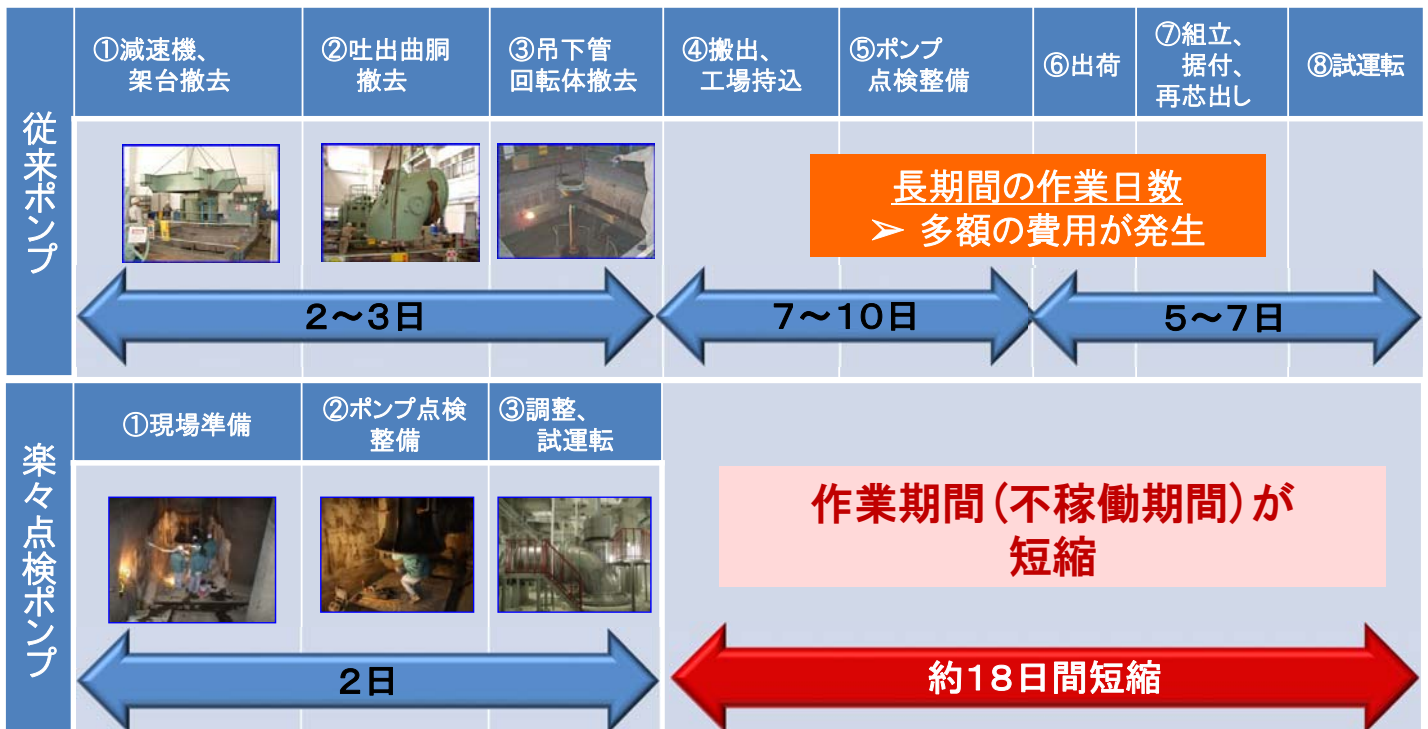 従来ポンプ
①減速機、
架台撤去
②吐出曲胴
撤去
③吊下管
回転体撤去
④搬出、
工場持込
⑤ポンプ
点検整備
⑥出荷
⑦組立、
据付、
再芯出し
⑧試運転
長期間の作業日数
➢ 多額の費用が発生
2～3日
7～10日
5～7日
楽々点検ポンプ
①現場準備
②ポンプ点検
整備
③調整、
試運転
作業期間(不稼働期間)が
短縮
2日
約18日間短縮